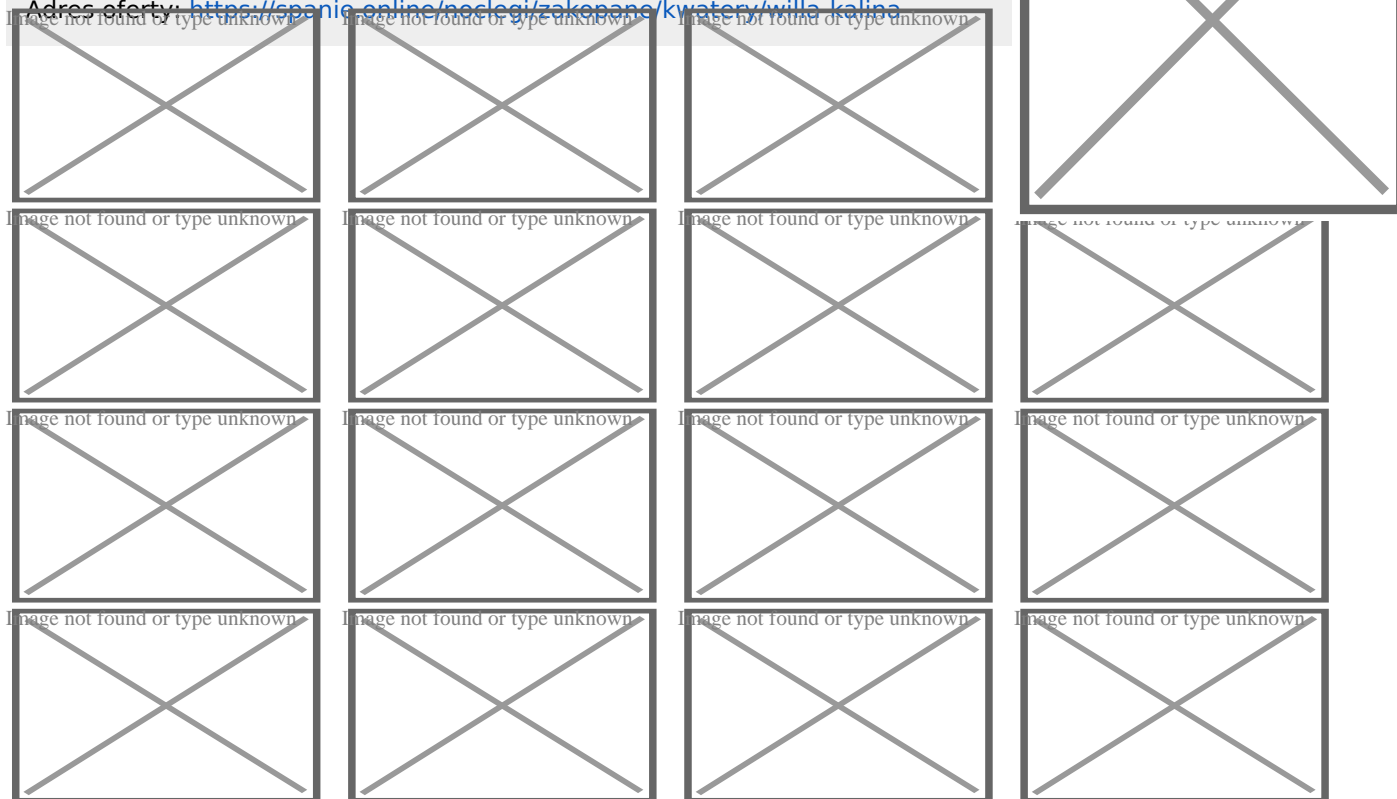 Adres oferty: https://spanie.online/noclegi/zakopane/kwatery/willa-kalina
Image not found or type unknown Image not found or type unknown Image not found or type unknown
Image not found or type unknown Image not found or type unknown Image not found or type unknown Image not found or type unknown
Image not found or type unknown Image not found or type unknown Image not found or type unknown Image not found or type unknown
Image not found or type unknown Image not found or type unknown Image not found or type unknown Image not found or type unknown